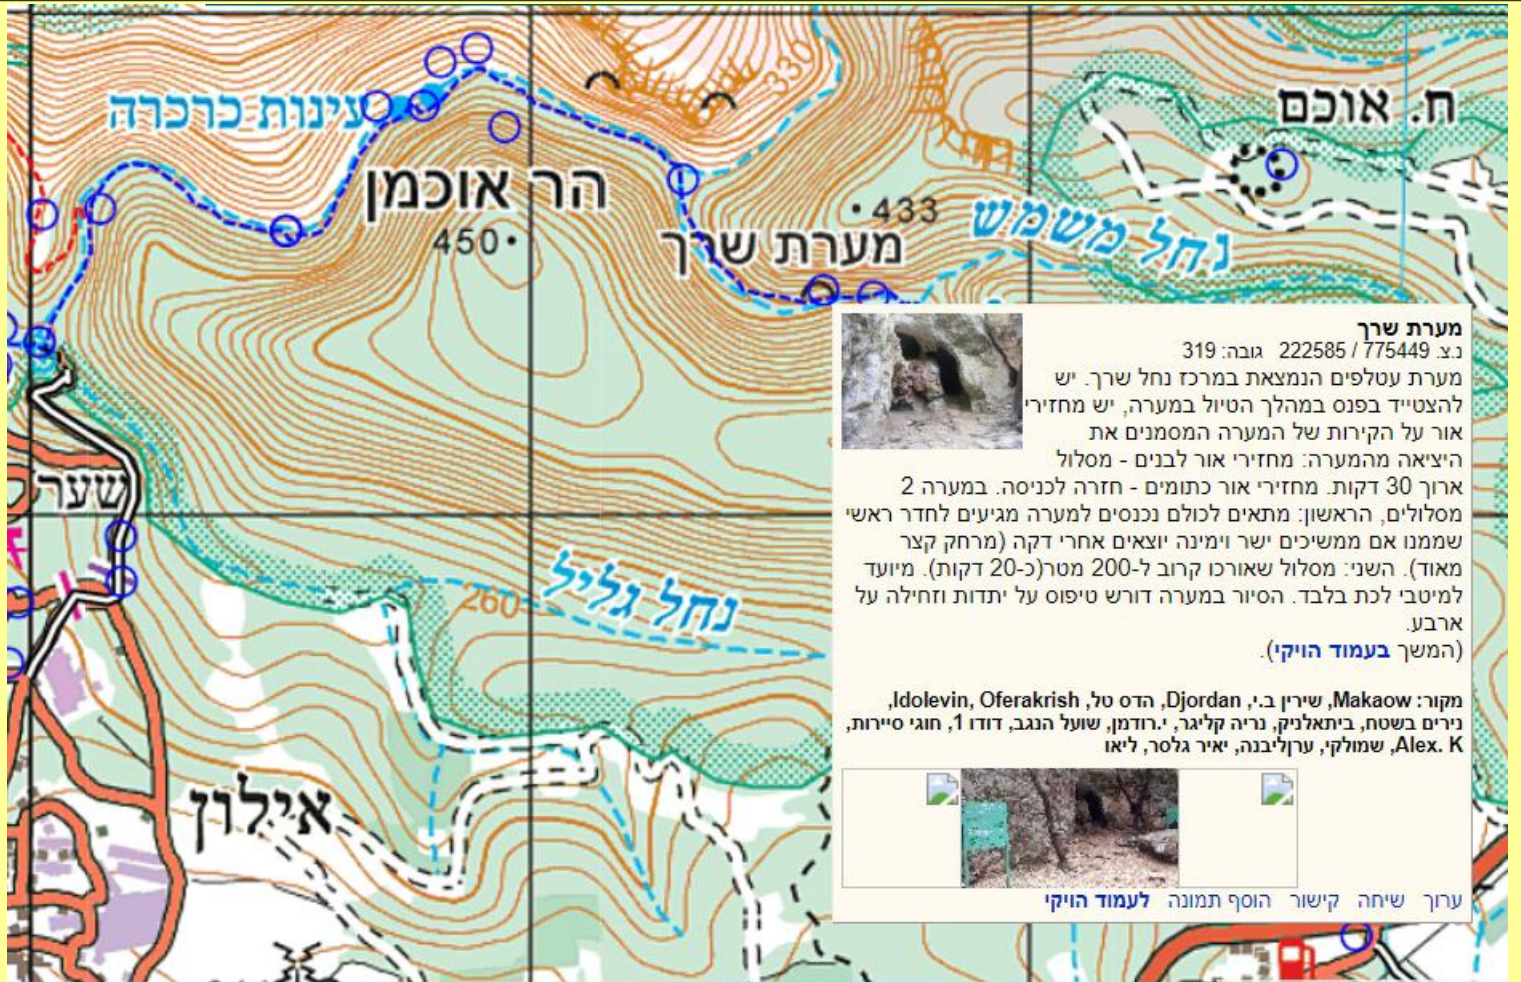 עינות כרכרה
330
ח. אוכם
הר אוכמן
450
433
מערת שרך
נחל משמש
שער
נחל גליל
260
אילון
מערת שרך
נ.צ. 222585 / 775449 גובה: 319
מערת עטלפים הנמצאת במרכז נחל שרך. יש
להצטייד בפנס במהלך הטיול במערה, יש מחזירי
אור על הקירות של המערה המסמנים את
היציאה מהמערה: מחזירי אור לבנים - מסלול
ארוך 30 דקות. מחזירי אור כתומים - חזרה לכניסה. במערה 2
מסלולים, הראשון: מתאים לכולם נכנסים למערה מגיעים לחדר ראשי
שממנו אם ממשיכים ישר וימינה יוצאים אחרי דקה (מרחק קצר
מאוד). השני: מסלול שאורכו קרוב ל-200 מטר(כ-20 דקות). מיועד
למיטבי לכת בלבד. הסיור במערה דורש טיפוס על יתדות וזחילה על
ארבע.
(המשך בעמוד הויקי).
מקור: Makaow, שירין ב.י, Djordan, הדס טל, Idolevin, Oferakrish,
נירים בשטח, ביתאלניק, נריה קליגר, י.רודמן, שועל הנגב, דודו 1, חוגי סיירות,
Alex. K, שמולקי, ערןליבנה, יאיר גלסר, ליאו
ערוך שיחה קישור הוסף תמונה לעמוד הויקי